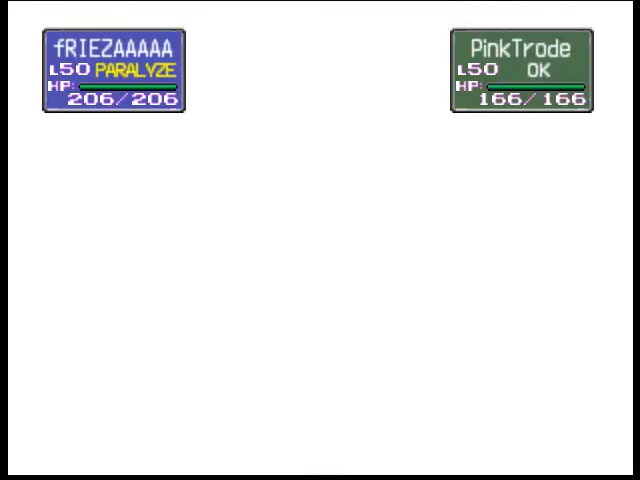 fRIEZAAAAA
L50 PARALYZE
HP:
206/206
PinkTrode
L50 OK
HP:
166/166